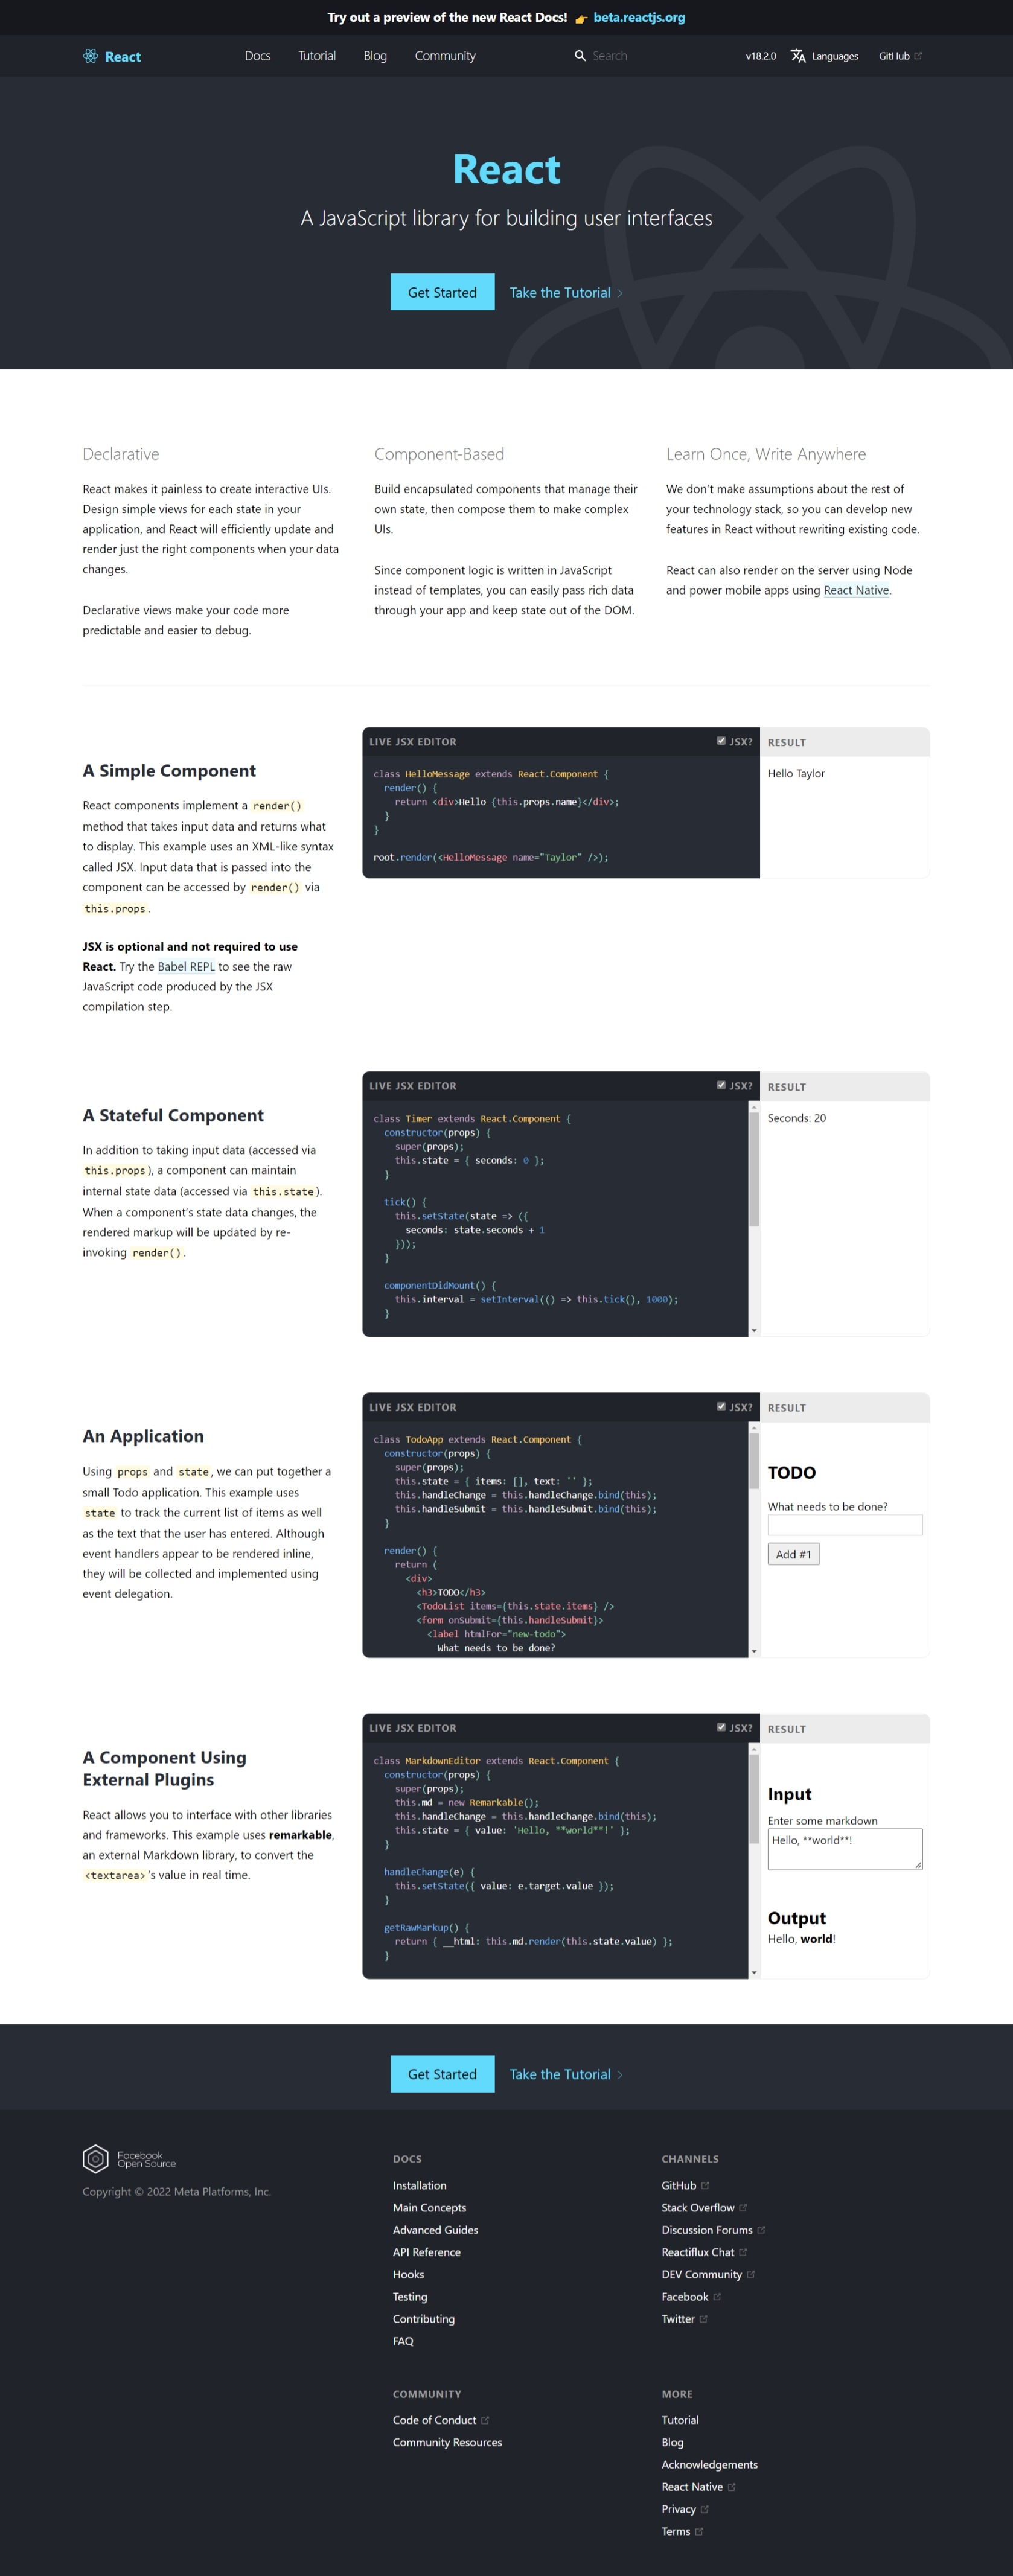 Try out a preview of the new React Docs! 👉 beta.reactjs.org
React
Docs
Tutorial
Blog
Community
Search
v18.2.0
Languages
GitHub
React
A JavaScript library for building user interfaces
Get Started
Take the Tutorial
Declarative
React makes it painless to create interactive UIs.
Design simple views for each state in your
application, and React will efficiently update and
render just the right components when your data
changes.
Declarative views make your code more
predictable and easier to debug.
Component-Based
Build encapsulated components that manage their
own state, then compose them to make complex
UIs.
Since component logic is written in JavaScript
instead of templates, you can easily pass rich data
through your app and keep state out of the DOM.
Learn Once, Write Anywhere
We don’t make assumptions about the rest of
your technology stack, so you can develop new
features in React without rewriting existing code.
React can also render on the server using Node
and power mobile apps using React Native.
A Simple Component
React components implement a render()
method that takes input data and returns what
to display. This example uses an XML-like syntax
called JSX. Input data that is passed into the
component can be accessed by render() via
this.props.
JSX is optional and not required to use
React. Try the Babel REPL to see the raw
JavaScript code produced by the JSX
compilation step.
LIVE JSX EDITOR
JSX?
class HelloMessage extends React.Component {
render() {
return <div>Hello {this.props.name}</div>;
}
}
root.render(<HelloMessage name="Taylor" />);
RESULT
Hello Taylor
A Stateful Component
In addition to taking input data (accessed via
this.props), a component can maintain
internal state data (accessed via this.state).
When a component’s state data changes, the
rendered markup will be updated by re-
invoking render().
LIVE JSX EDITOR
JSX?
class Timer extends React.Component {
constructor(props) {
super(props);
this.state = { seconds: 0 };
}
tick() {
this.setState(state => ({
seconds: state.seconds + 1
}));
}
componentDidMount() {
this.interval = setInterval(() => this.tick(), 1000);
}
RESULT
Seconds: 20
An Application
Using props and state, we can put together a
small Todo application. This example uses
state to track the current list of items as well
as the text that the user has entered. Although
event handlers appear to be rendered inline,
they will be collected and implemented using
event delegation.
LIVE JSX EDITOR
JSX?
class TodoApp extends React.Component {
constructor(props) {
super(props);
this.state = { items: [], text: '' };
this.handleChange = this.handleChange.bind(this);
this.handleSubmit = this.handleSubmit.bind(this);
}
render() {
return (
<div>
<h3>TODO</h3>
<TodoList items={this.state.items} />
<form onSubmit={this.handleSubmit}>
<label htmlFor="new-todo">
What needs to be done?
RESULT
TODO
What needs to be done?
Add #1
A Component Using
External Plugins
React allows you to interface with other libraries
and frameworks. This example uses remarkable,
an external Markdown library, to convert the
<textarea>’s value in real time.
LIVE JSX EDITOR
JSX?
class MarkdownEditor extends React.Component {
constructor(props) {
super(props);
this.md = new Remarkable();
this.handleChange = this.handleChange.bind(this);
this.state = { value: 'Hello, **world**!' };
}
handleChange(e) {
this.setState({ value: e.target.value });
}
getRawMarkup() {
return { __html: this.md.render(this.state.value) };
}
RESULT
Input
Enter some markdown
Hello, **world**!
Output
Hello, world!
Get Started
Take the Tutorial
Facebook
Open Source
Copyright © 2022 Meta Platforms, Inc.
DOCS
Installation
Main Concepts
Advanced Guides
API Reference
Hooks
Testing
Contributing
FAQ
CHANNELS
GitHub
Stack Overflow
Discussion Forums
Reactiflux Chat
DEV Community
Facebook
Twitter
COMMUNITY
Code of Conduct
Community Resources
MORE
Tutorial
Blog
Acknowledgements
React Native
Privacy
Terms